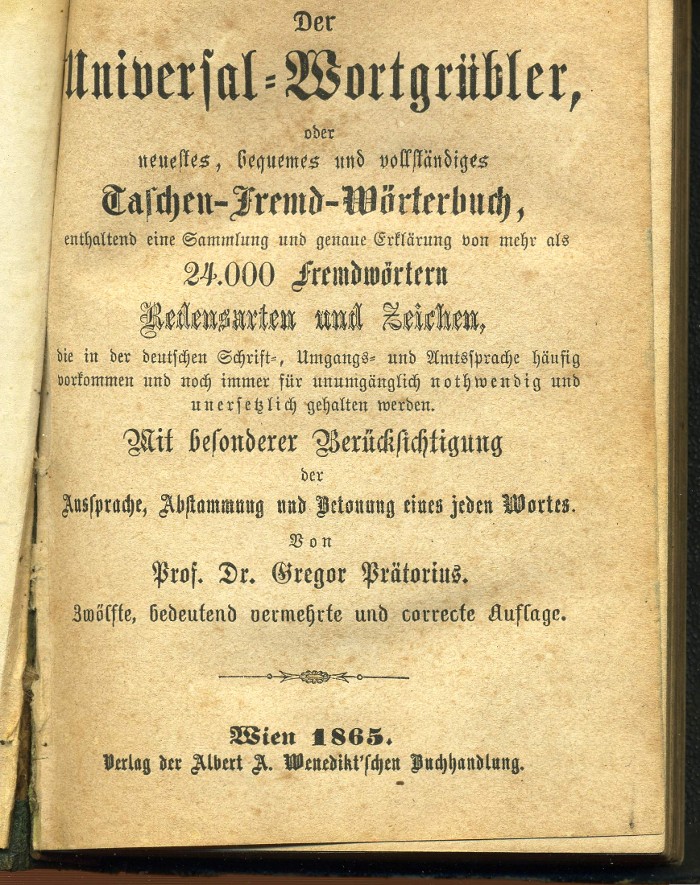 Der
Universal-Wortgrübler,
oder
neuestes, bequemes und vollständiges
Taschen-Fremd-Wörterbuch,
enthaltend eine Sammlung und genaue Erklärung von mehr als
24.000 Fremdwörtern
Redensarten und Zeichen,
die in der deutschen Schrift-, Umgangs- und Amtssprache häufig
vorkommen und noch immer für unumgänglich nothwendig und
unersetzlich gehalten werden.
Mit besonderer Berücksichtigung
der
Aussprache, Abstammung und Betonung eines jeden Wortes.
Von
Prof. Dr. Gregor Prätorius.
Zwölfte, bedeutend vermehrte und correcte Auflage.
Wien 1865.
Verlag der Albert A. Wenedikt'schen Buchhandlung.